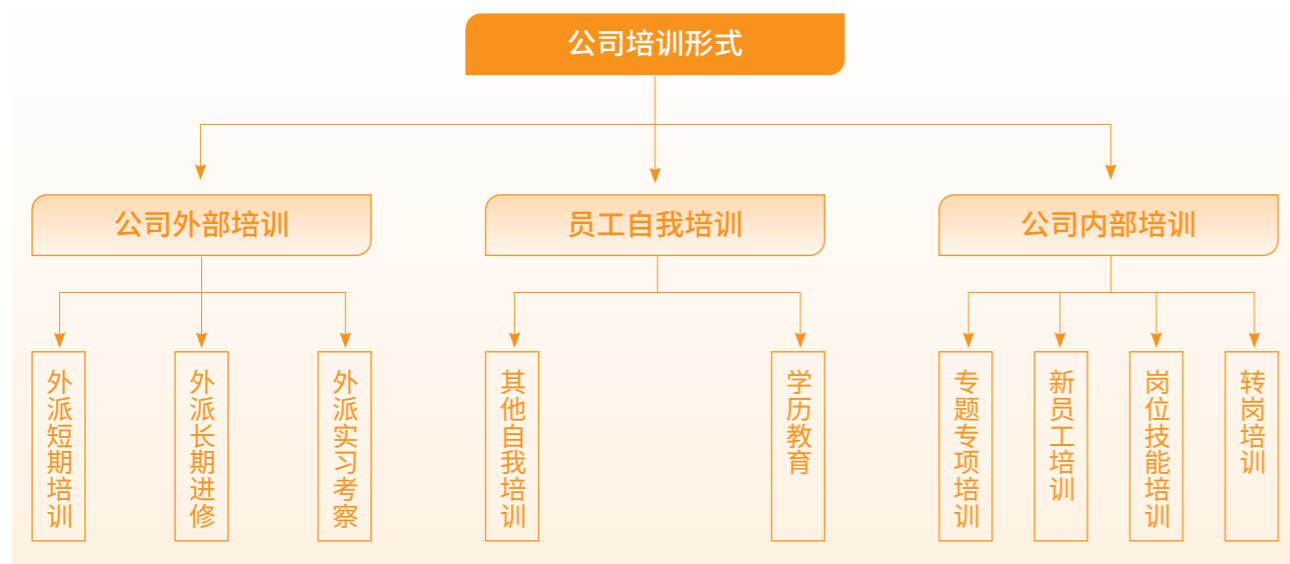 公司培训形式
公司外部培训
员工自我培训
公司内部培训
外派短期培训
外派长期进修
外派实习考察
其他自我培训
学历教育
专题专项培训
新员工培训
岗位技能培训
转岗培训